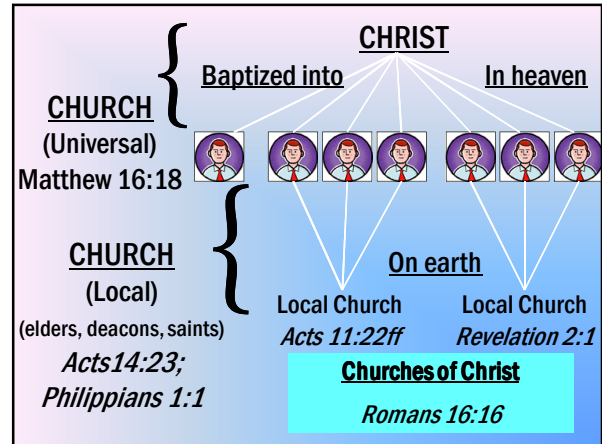 CHRIST
Baptized into
In heaven
CHURCH
(Universal)
Matthew 16:18
CHURCH
(Local)
(elders, deacons, saints)
Acts14:23;
Philippians 1:1
On earth
Local Church
Acts 11:22ff
Local Church
Revelation 2:1
Churches of Christ
Romans 16:16